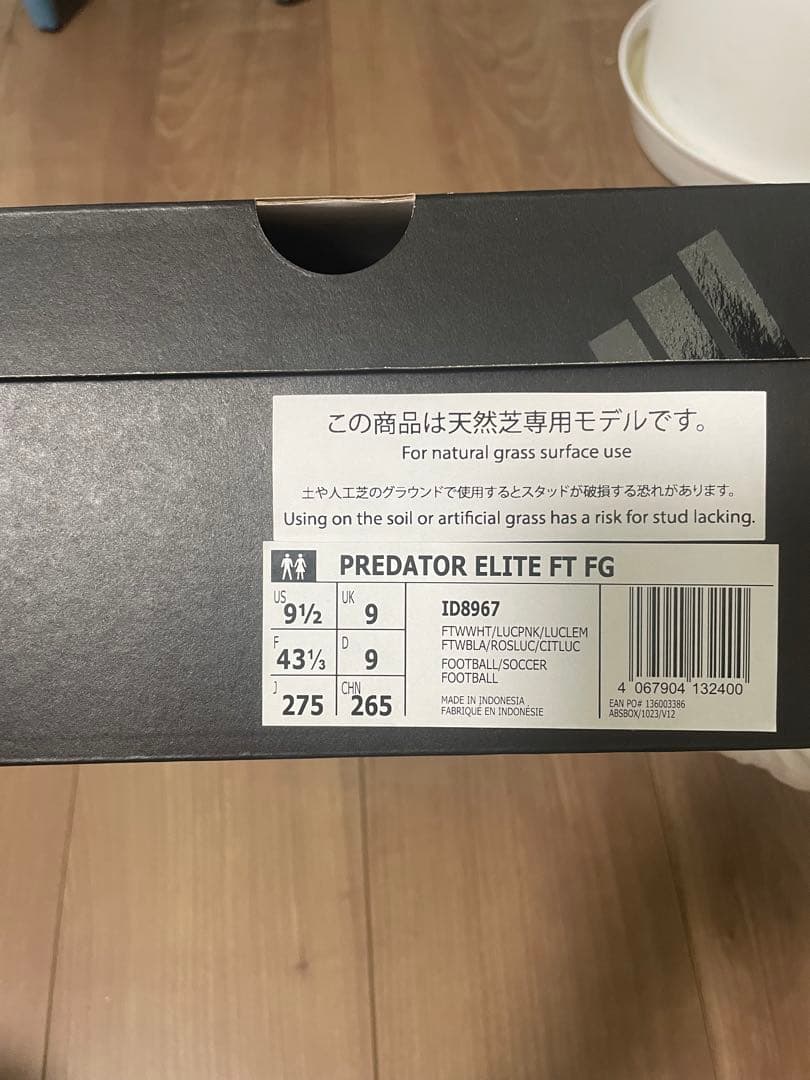 この商品は天然芝専用モデルです。
For natural grass surface use
土や人工芝のグラウンドで使用するとスタッドが破損する恐れがあります。
Using on the soil or artificial grass has a risk for stud lacking.
PREDATOR ELITE FT FG
US 9½
UK 9
F 43⅓
D 9
J 275
CHN 265
ID8967
FTWWHT/LUCPNK/LUCLEM
FTWBLA/ROSLUC/CITLUC
FOOTBALL/SOCCER
FOOTBALL
MADE IN INDONESIA
FABRIQUÉ EN INDONÉSIE
4 067904 132400
EAN PO# 136003386
ABSBOX/1023/V12